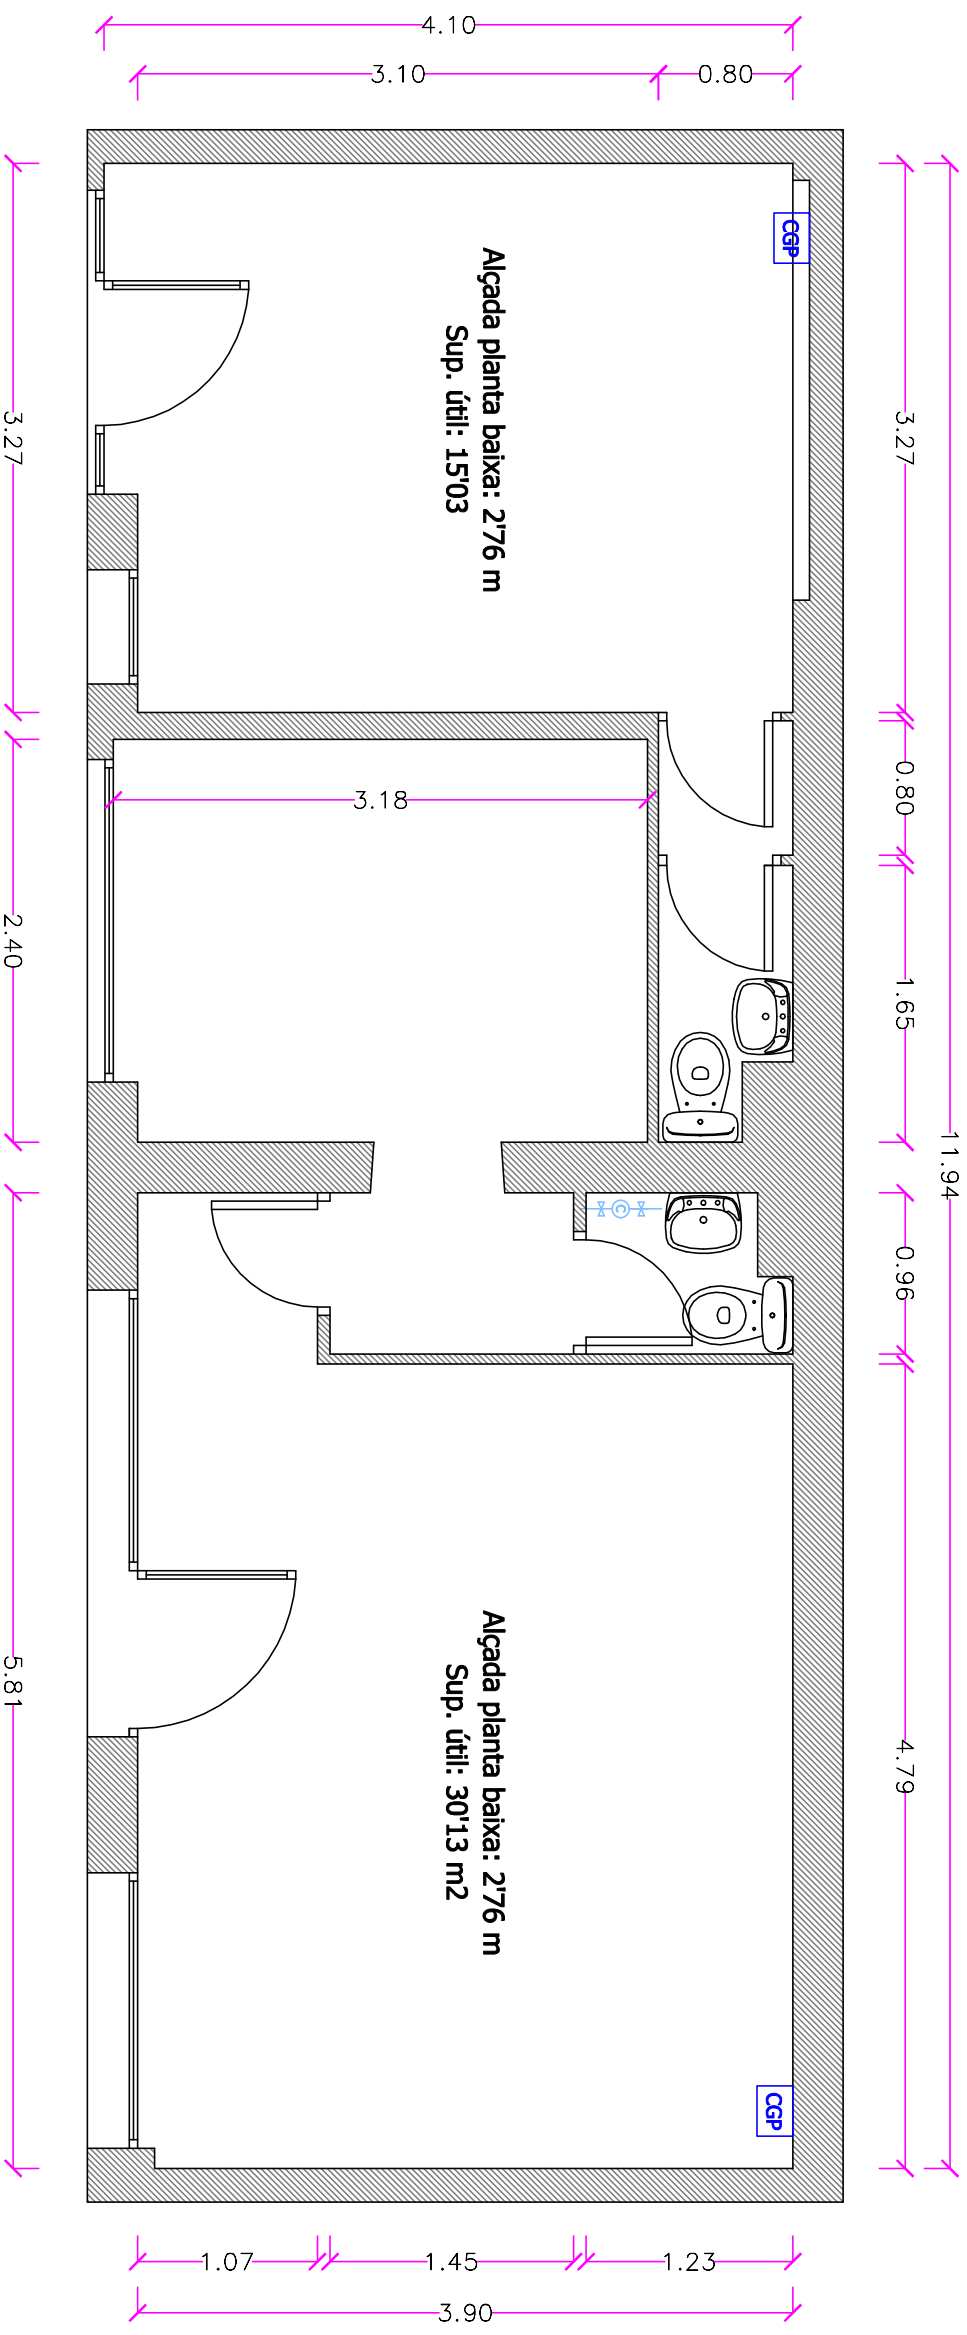 4.10
3.10
0.80
CGP
Alçada planta baixa: 2'76 m
Sup. útil: 15'03
3.27
3.27
0.80
3.18
2.40
1.65
11.94
C
0.96
Alçada planta baixa: 2'76 m
Sup. útil: 30'13 m2
5.81
4.79
CGP
1.07
1.45
1.23
3.90